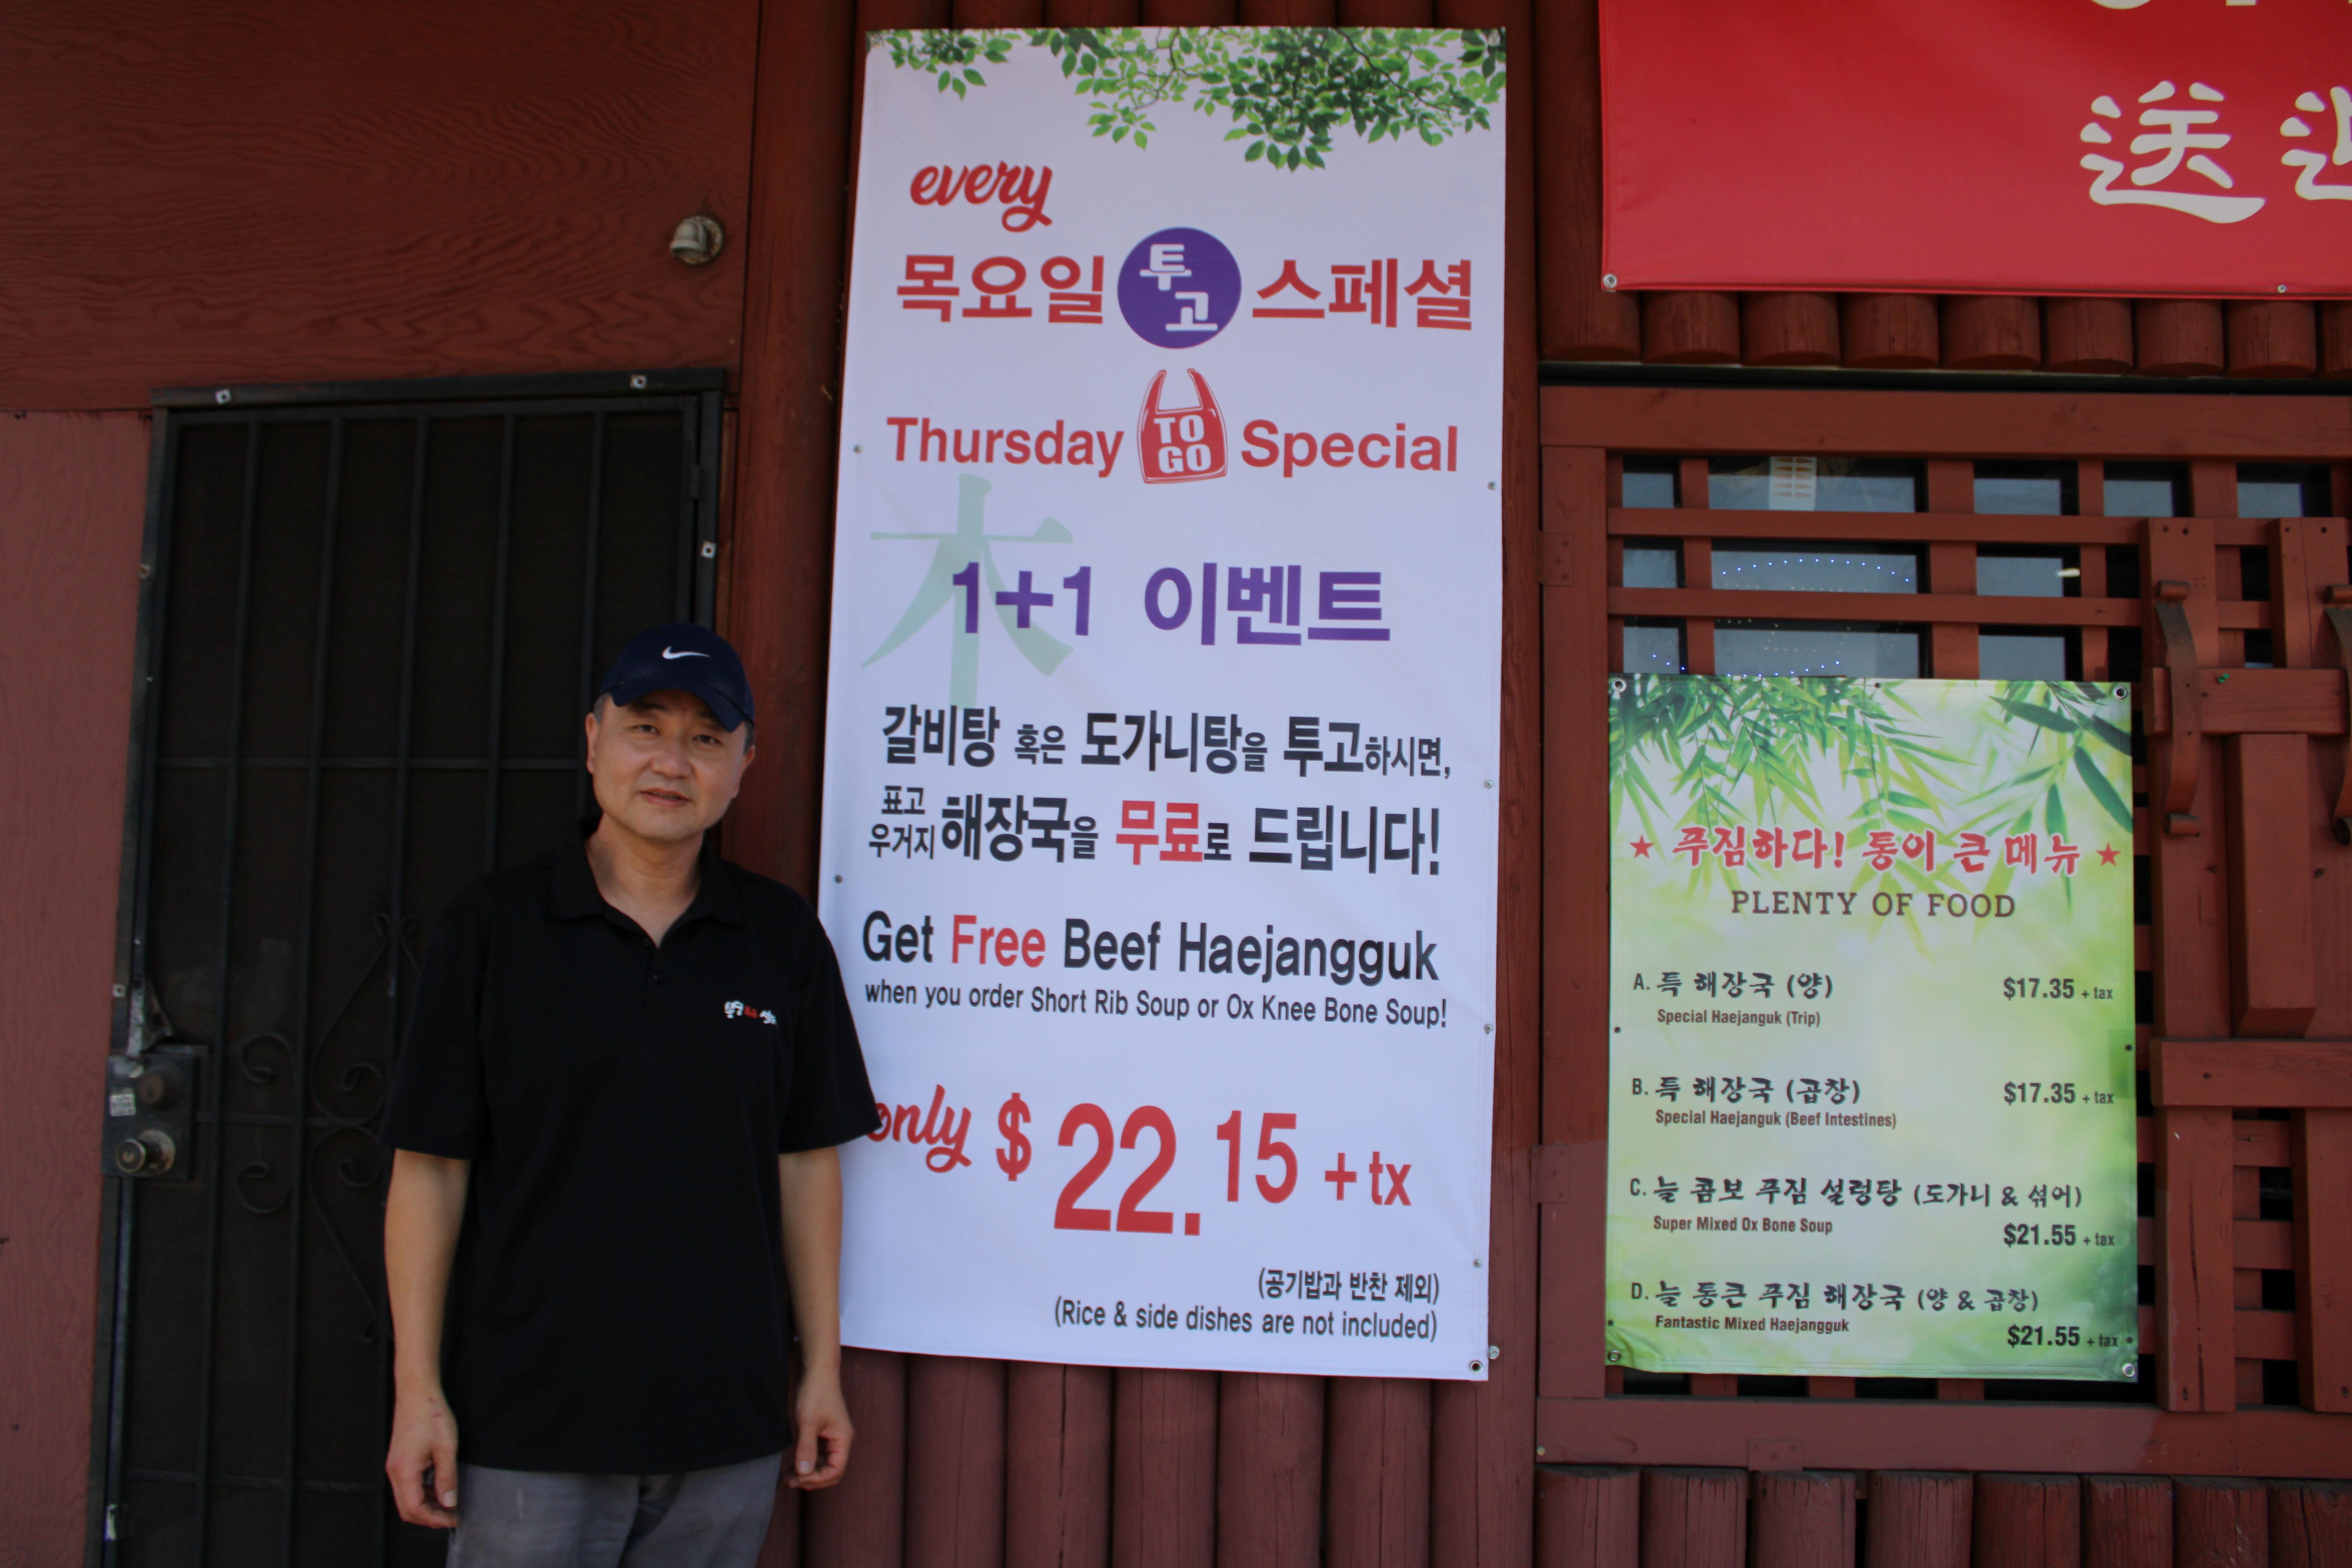 every
목요일 투고 스페셜
Thursday TO GO Special
木
1+1 이벤트
갈비탕 혹은 도가니탕을 투고하시면,
표고 우거지 해장국을 무료로 드립니다!
Get Free Beef Haejangguk
when you order Short Rib Soup or Ox Knee Bone Soup!
only $22.15 + tx
(공기밥과 반찬 제외)
(Rice & side dishes are not included)
送迎
★ 푸짐하다! 통이 큰 메뉴 ★
PLENTY OF FOOD
A. 특 해장국 (양) $17.35 + tax
Special Haejanguk (Trip)
B. 특 해장국 (곱창) $17.35 + tax
Special Haejanguk (Beef Intestines)
C. 늘 콤보 푸짐 설렁탕 (도가니 & 섞어)
Super Mixed Ox Bone Soup $21.55 + tax
D. 늘 통큰 푸짐 해장국 (양 & 곱창)
Fantastic Mixed Haejangguk $21.55 + tax